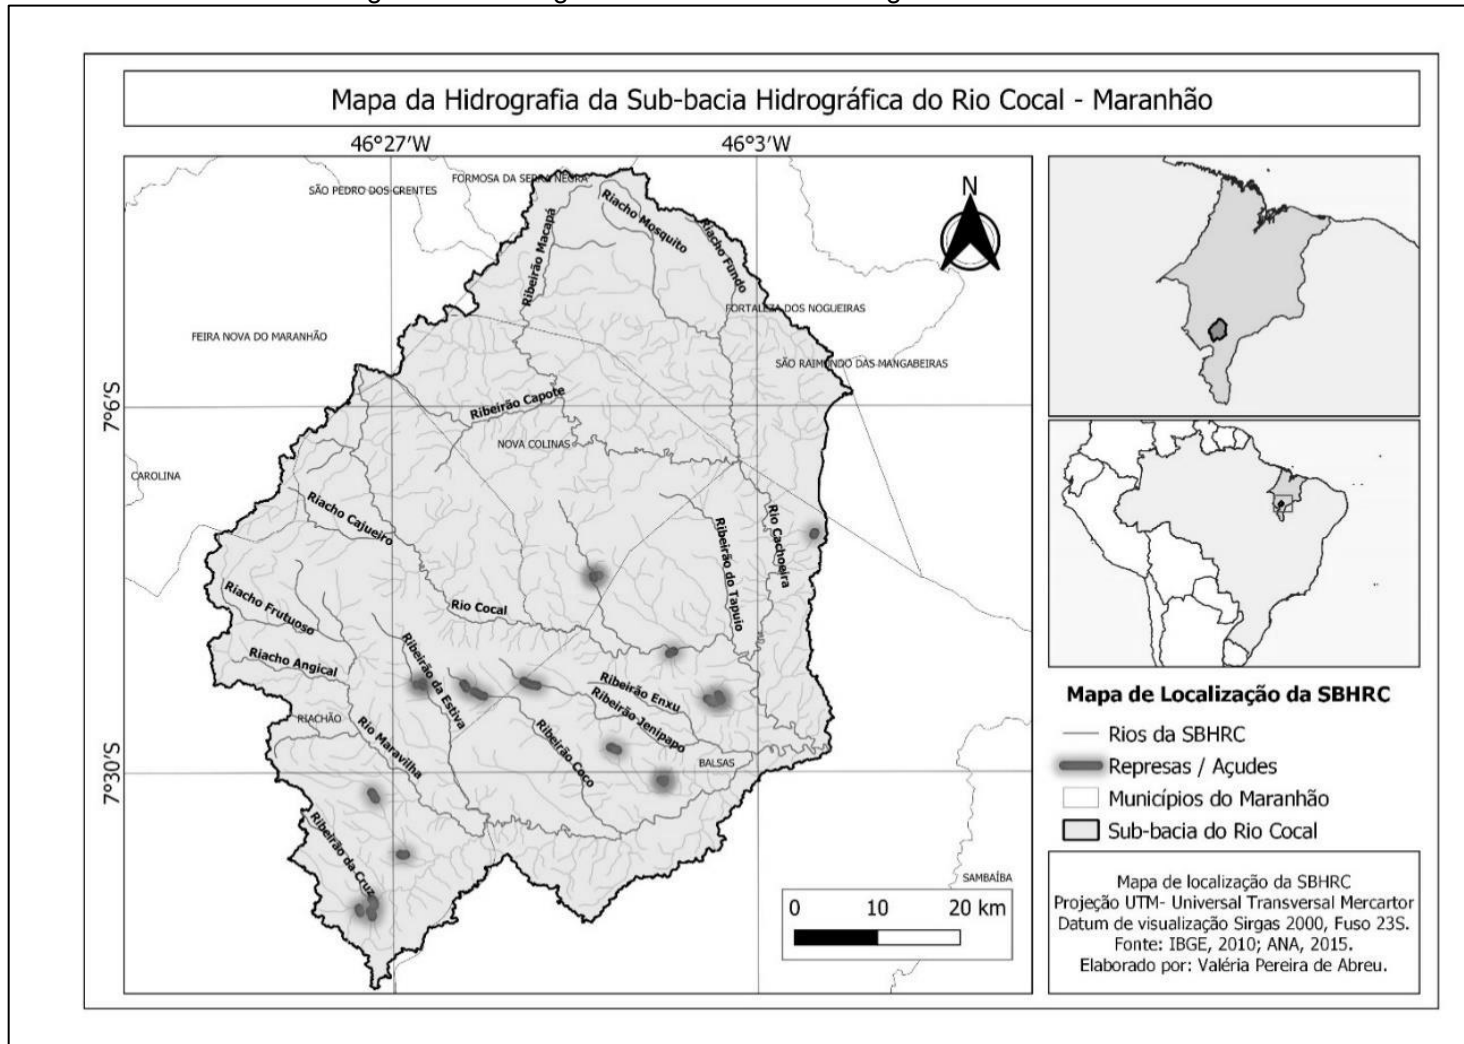 Mapa da Hidrografia da Sub-bacia Hidrográfica do Rio Cocal - Maranhão
46°27'W
46°3'W
FORMOSA DA SERRA NEGRA
SÃO PEDRO DOS CRENTES
Riacho Mosquito
Ribeirão Macapá
Riacho Fundo
N
FORTALEZA DOS NOGUEIRAS
FEIRA NOVA DO MARANHÃO
SÃO RAIMUNDO DAS MANGABEIRAS
7°6'S
Ribeirão Capote
NOVA COLINAS
CAROLINA
Riacho Cajueiro
Ribeirão do Tapuio
Rio Cachoeira
Riacho Frutuoso
Rio Cocal
Riacho Angical
Ribeirão da Estiva
Ribeirão Enxu
Ribeirão Jenipapo
RIACHÃO
Rio Maravilha
Ribeirão Coco
BALSAS
7°30'S
Ribeirão da Cruz
SAMBAÍBA
0 10 20 km
Mapa de Localização da SBHRC
Rios da SBHRC
Represas / Açudes
Municípios do Maranhão
Sub-bacia do Rio Cocal
Mapa de localização da SBHRC
Projeção UTM- Universal Transversal Mercartor
Datum de visualização Sirgas 2000, Fuso 23S.
Fonte: IBGE, 2010; ANA, 2015.
Elaborado por: Valéria Pereira de Abreu.